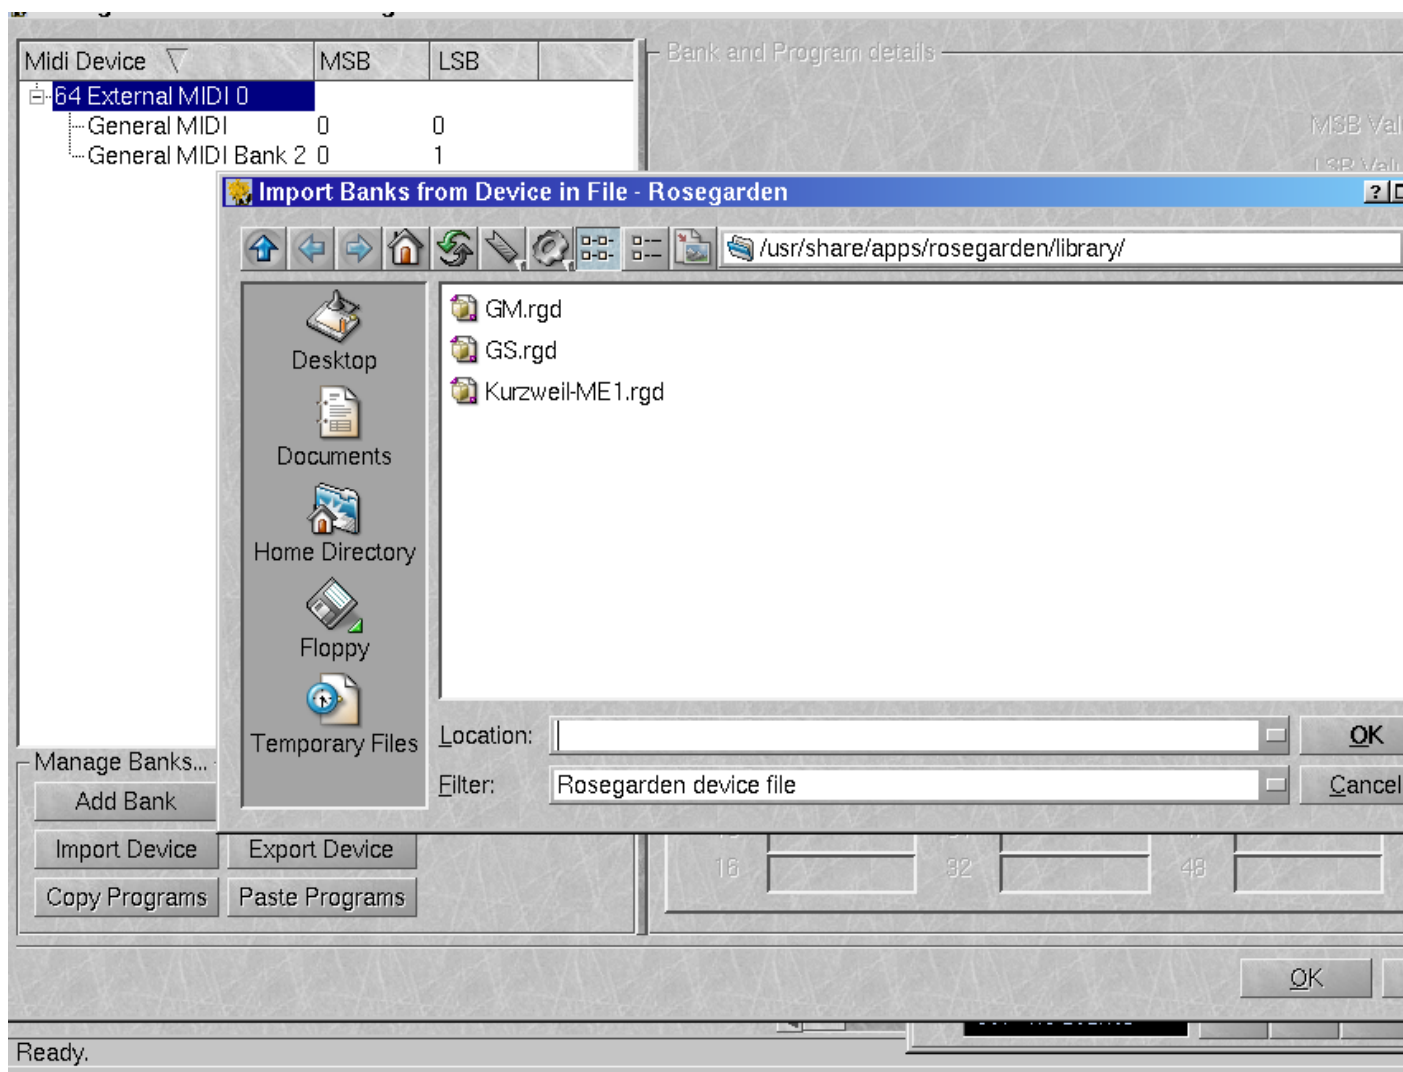 Midi Device MSB LSB
Bank and Program details
64 External MIDI 0
General MIDI 0 0
MSB
General MIDI Bank 2 0 1
LSB
Import Banks from Device in File - Rosegarden
/usr/share/apps/rosegarden/library/
GM.rgd
GS.rgd
Kurzweil-ME1.rgd
Desktop
Documents
Home Directory
Floppy
Temporary Files
Location: OK
Filter: Rosegarden device file Cancel
Manage Banks...
Add Bank
Import Device Export Device
Copy Programs Paste Programs
16 32 48
OK
Ready.